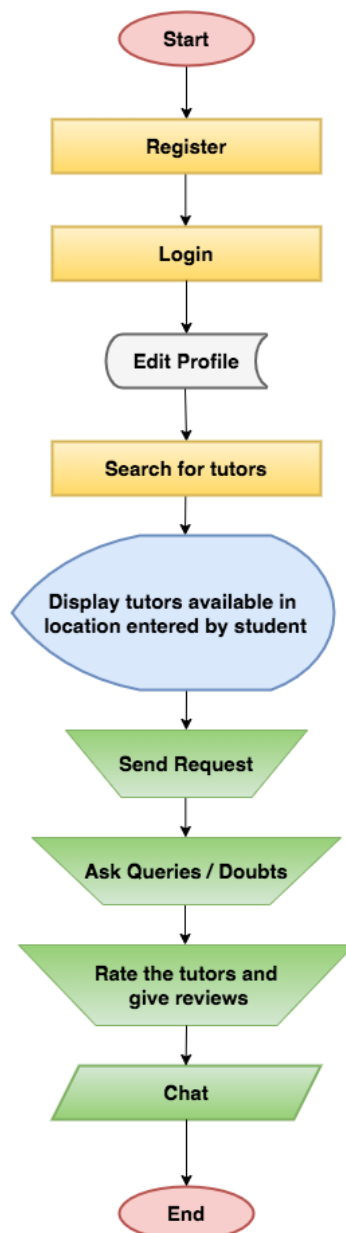 Start
Register
Login
Edit Profile
Search for tutors
Display tutors available in
location entered by student
Send Request
Ask Queries / Doubts
Rate the tutors and
give reviews
Chat
End